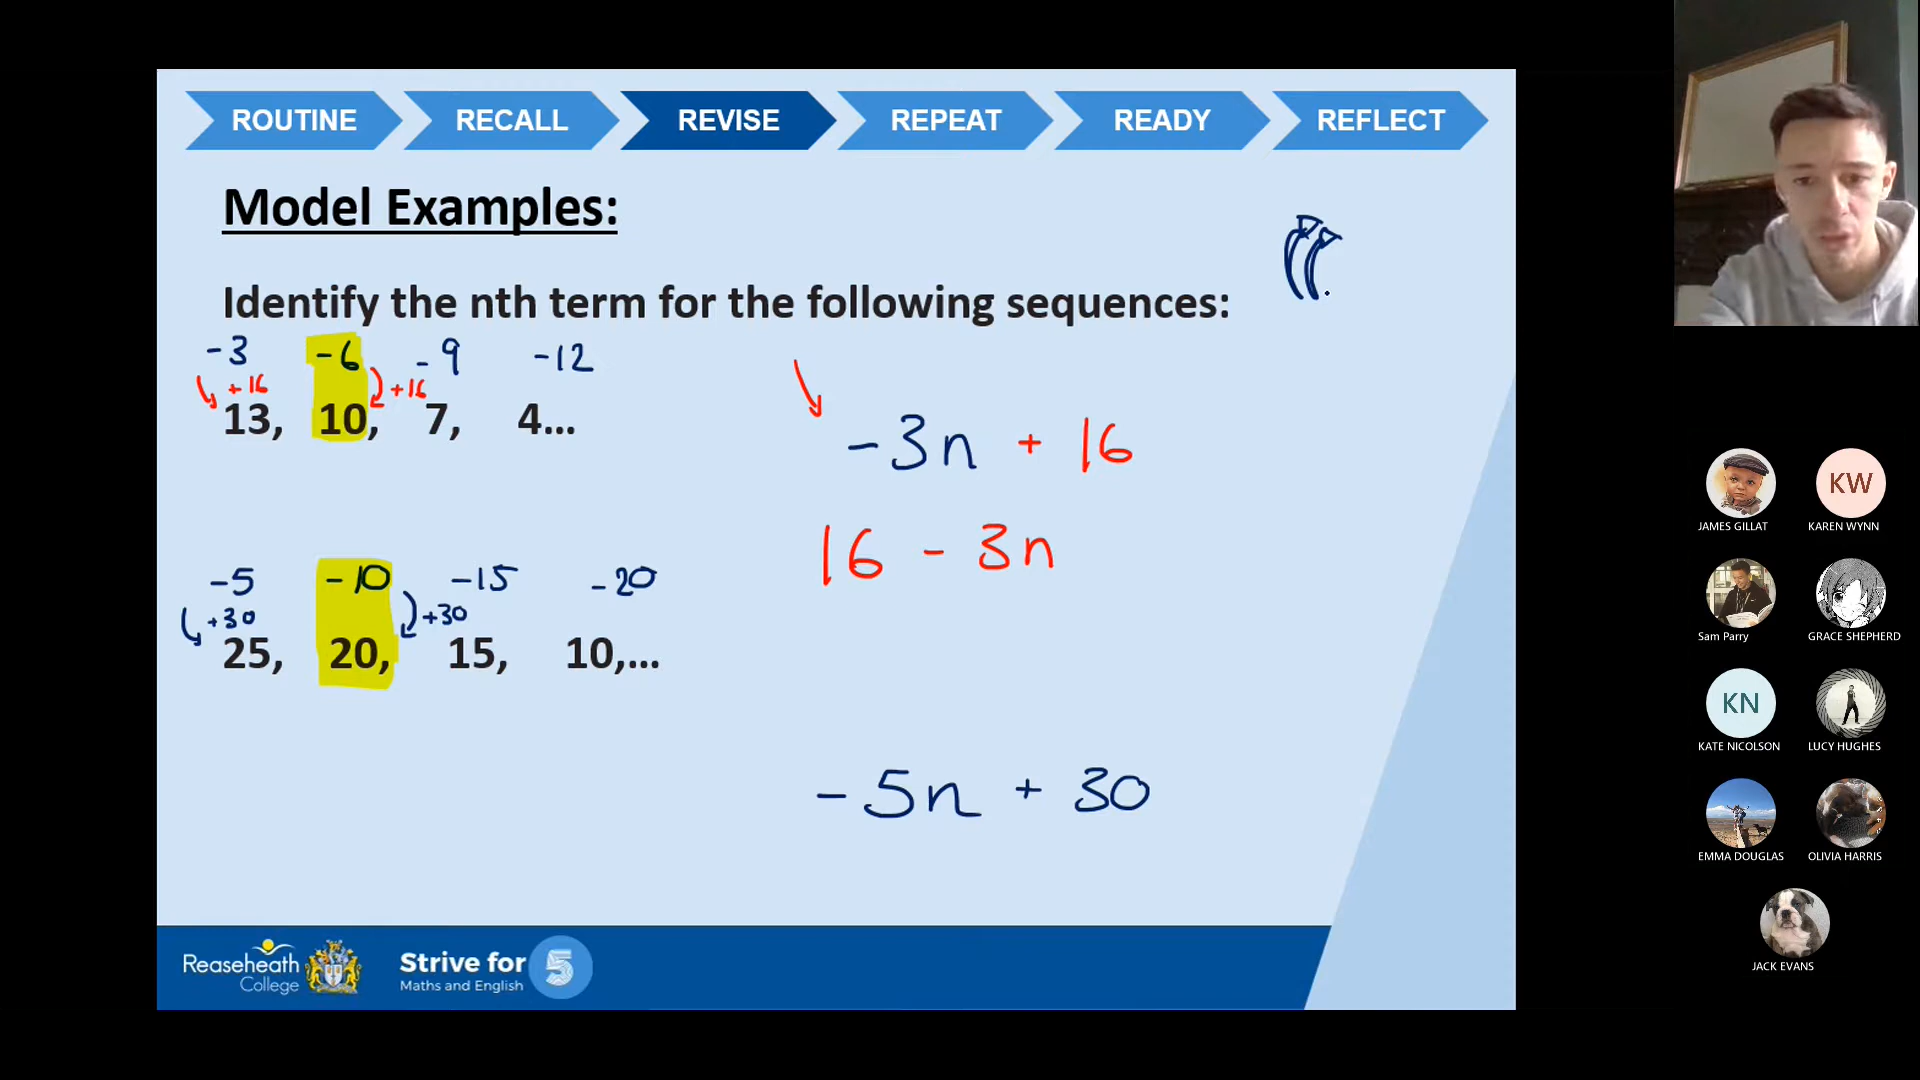 ROUTINE RECALL REVISE REPEAT READY REFLECT
Model Examples:
Identify the nth term for the following sequences:
-3 -6 -9 -12
+16 +16
13, 10, 7, 4...
-3n + 16
16 - 3n
-5 -10 -15 -20
+30 +30
25, 20, 15, 10,...
-5n + 30
Reaseheath
College
Strive for 5
Maths and English
KW
JAMES GILLAT KAREN WYNN
Sam Parry GRACE SHEPHERD
KN
KATE NICOLSON LUCY HUGHES
EMMA DOUGLAS OLIVIA HARRIS
JACK EVANS